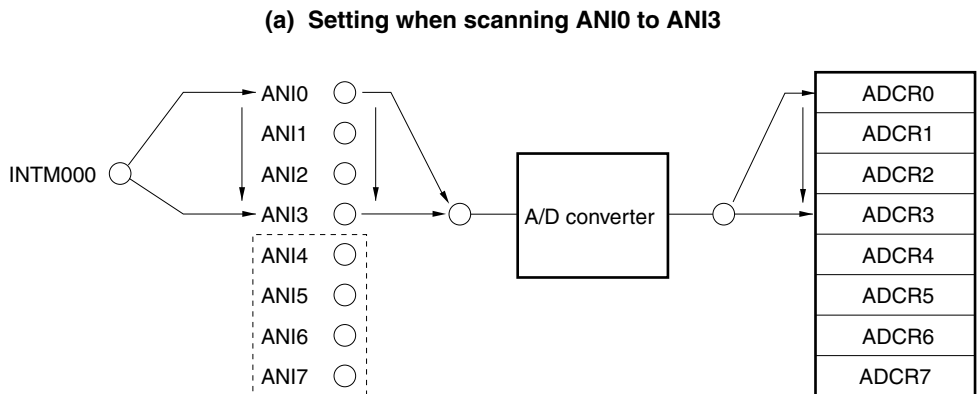 (a) Setting when scanning ANI0 to ANI3
ANI0
ANI1
INTM000
ANI2
ANI3
ANI4
ANI5
ANI6
ANI7
A/D converter
ADCR0
ADCR1
ADCR2
ADCR3
ADCR4
ADCR5
ADCR6
ADCR7